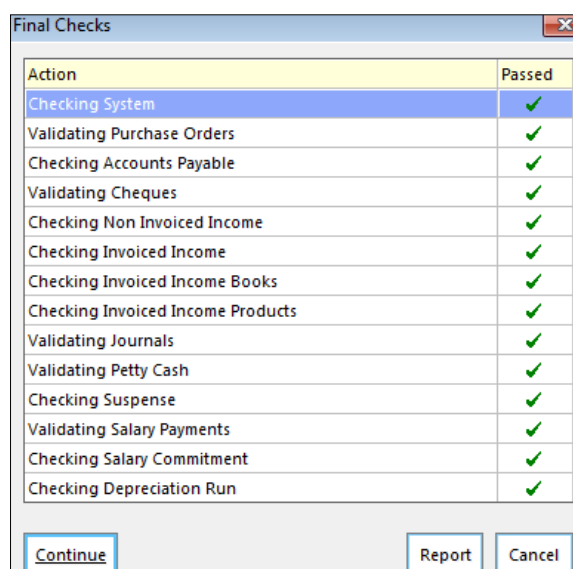 Final Checks
Action Passed
Checking System
Validating Purchase Orders
Checking Accounts Payable
Validating Cheques
Checking Non Invoiced Income
Checking Invoiced Income
Checking Invoiced Income Books
Checking Invoiced Income Products
Validating Journals
Validating Petty Cash
Checking Suspense
Validating Salary Payments
Checking Salary Commitment
Checking Depreciation Run
Continue Report Cancel